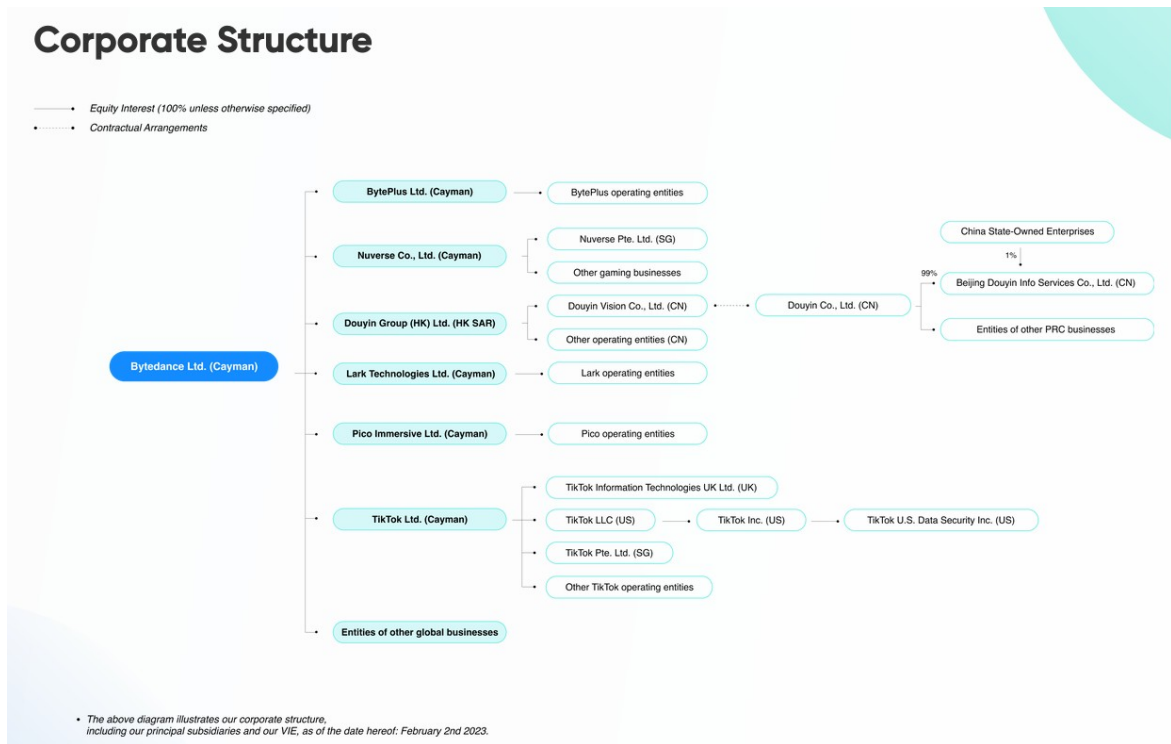 Corporate Structure
Equity Interest (100% unless otherwise specified)
Contractual Arrangements
Bytedance Ltd. (Cayman)
BytePlus Ltd. (Cayman)
BytePlus operating entities
Nuverse Co., Ltd. (Cayman)
Nuverse Pte. Ltd. (SG)
Other gaming businesses
Douyin Group (HK) Ltd. (HK SAR)
Douyin Vision Co., Ltd. (CN)
Other operating entities (CN)
Douyin Co., Ltd. (CN)
China State-Owned Enterprises
1%
99%
Beijing Douyin Info Services Co., Ltd. (CN)
Entities of other PRC businesses
Lark Technologies Ltd. (Cayman)
Lark operating entities
Pico Immersive Ltd. (Cayman)
Pico operating entities
TikTok Ltd. (Cayman)
TikTok Information Technologies UK Ltd. (UK)
TikTok LLC (US)
TikTok Inc. (US)
TikTok U.S. Data Security Inc. (US)
TikTok Pte. Ltd. (SG)
Other TikTok operating entities
Entities of other global businesses
• The above diagram illustrates our corporate structure,
including our principal subsidiaries and our VIE, as of the date hereof: February 2nd 2023.